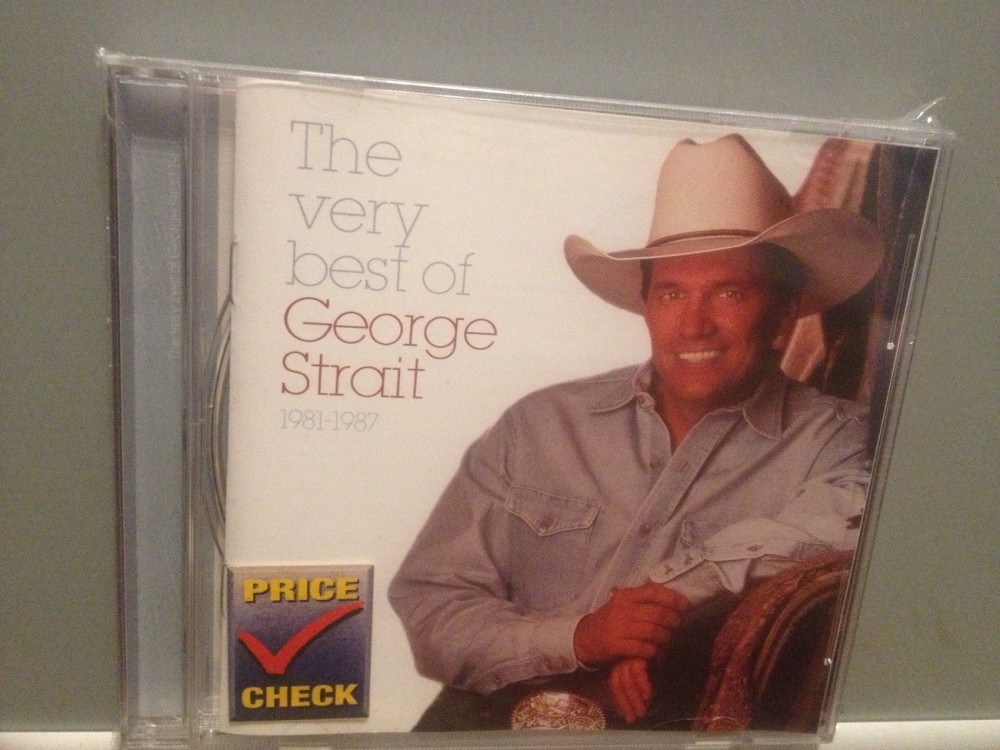 The
very
best of
George
Strait
1981-1987
PRICE
CHECK